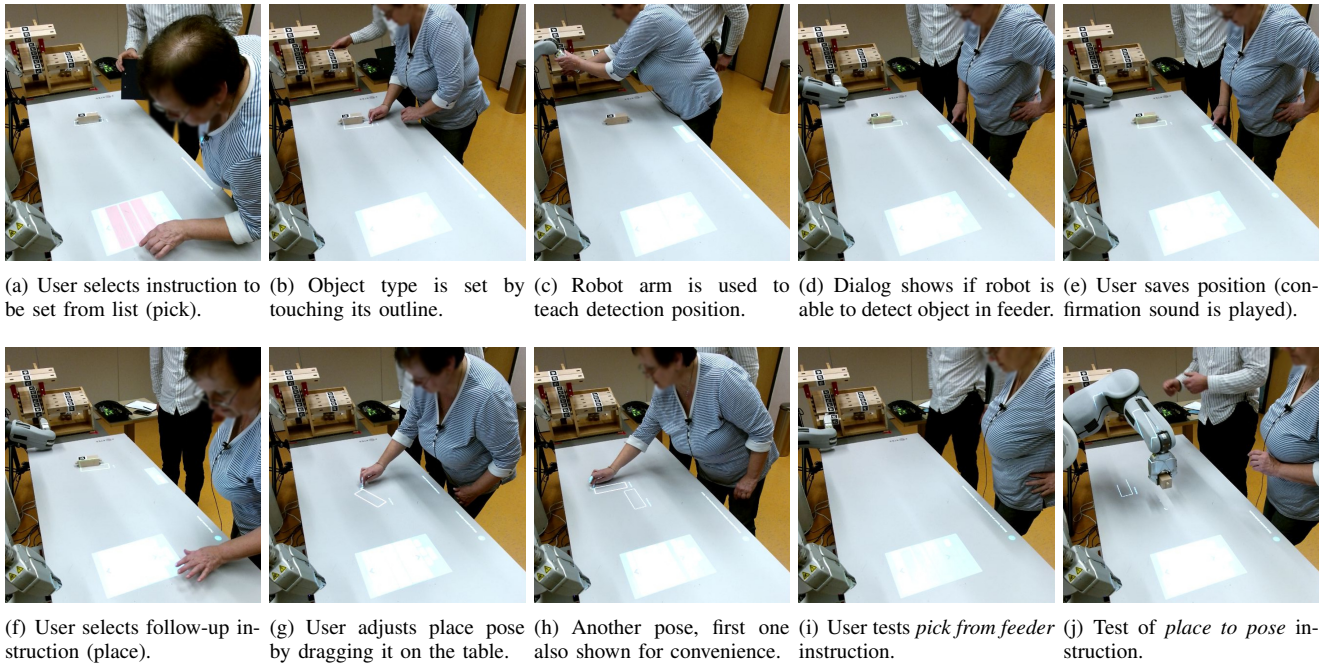 (a) User selects instruction to
be set from list (pick).
(b) Object type is set by
touching its outline.
(c) Robot arm is used to
teach detection position.
(d) Dialog shows if robot is
able to detect object in feeder.
(e) User saves position (con-
firmation sound is played).
(f) User selects follow-up in-
struction (place).
(g) User adjusts place pose
by dragging it on the table.
(h) Another pose, first one
also shown for convenience.
(i) User tests pick from feeder
instruction.
(j) Test of place to pose in-
struction.